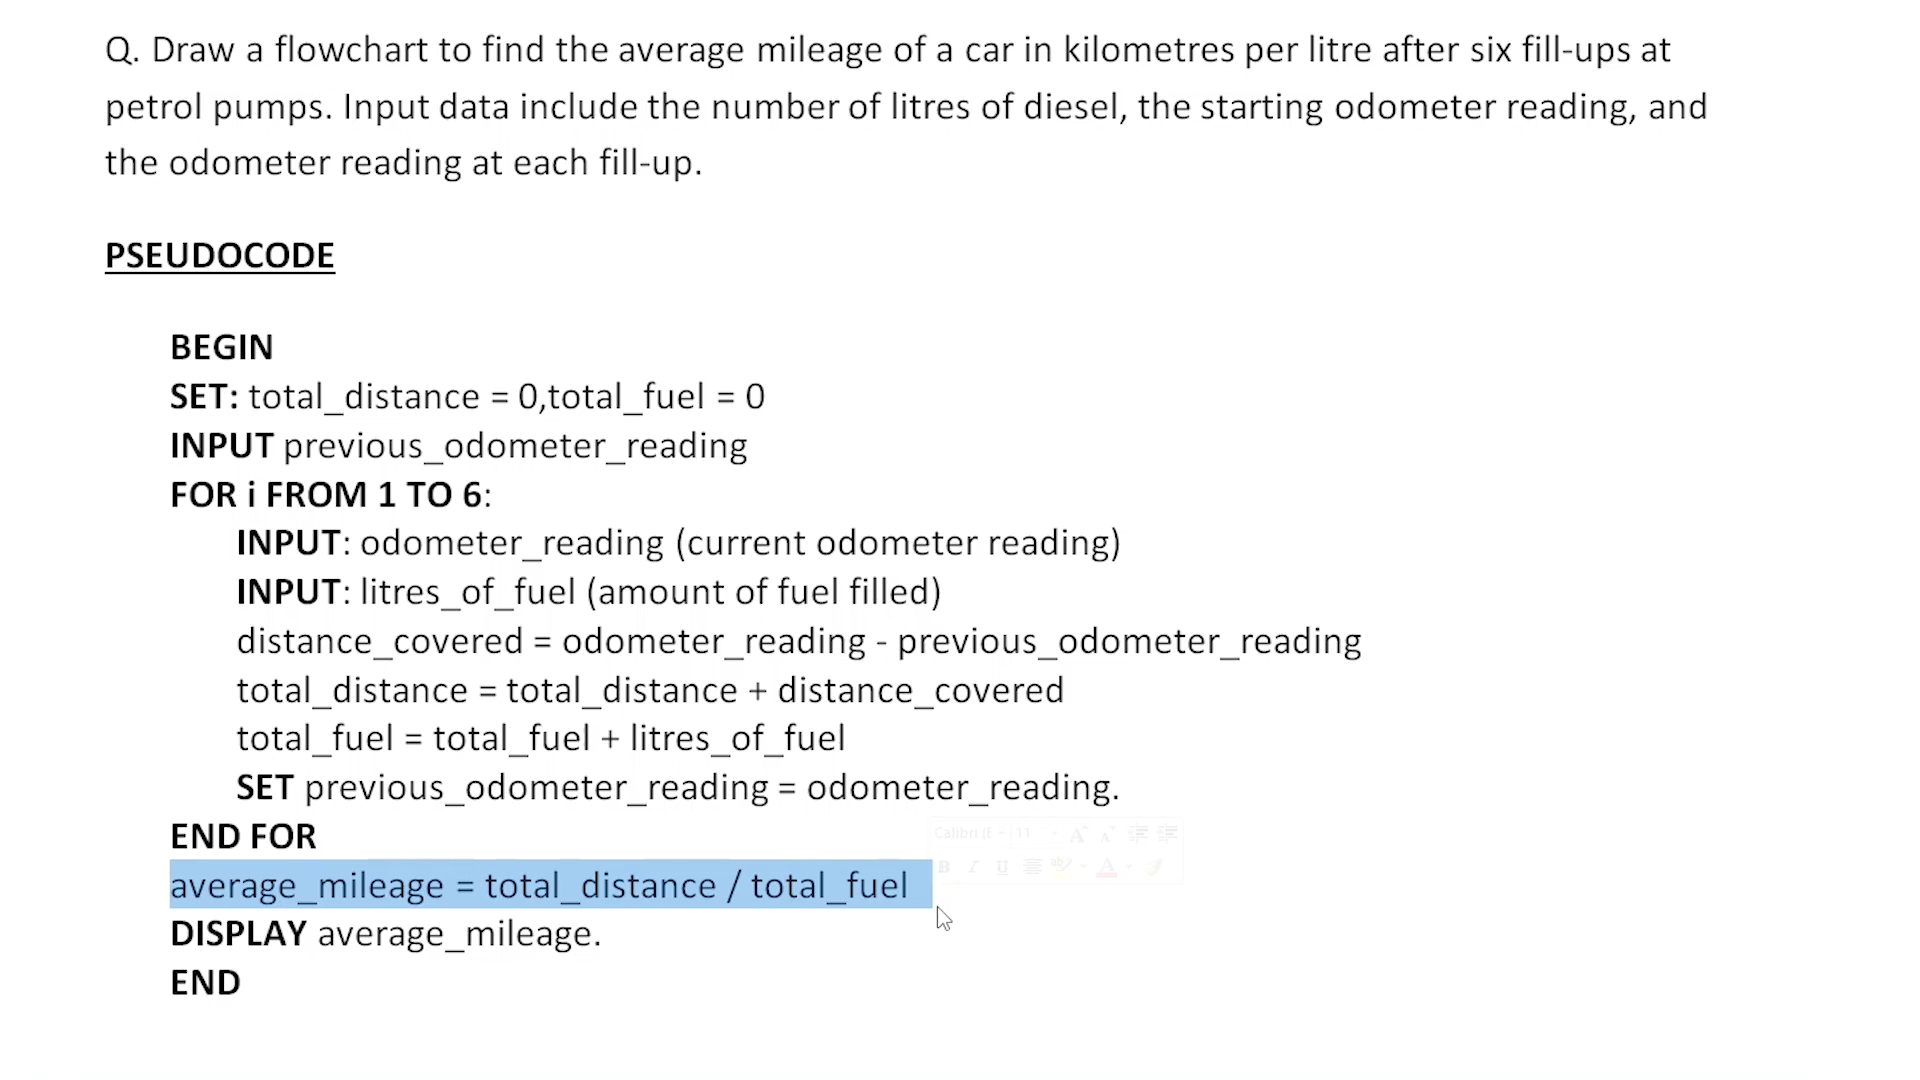 Q. Draw a flowchart to find the average mileage of a car in kilometres per litre after six fill-ups at
petrol pumps. Input data include the number of litres of diesel, the starting odometer reading, and
the odometer reading at each fill-up.
PSEUDOCODE
BEGIN
SET: total_distance = 0,total_fuel = 0
INPUT previous_odometer_reading
FOR i FROM 1 TO 6:
INPUT: odometer_reading (current odometer reading)
INPUT: litres_of_fuel (amount of fuel filled)
distance_covered = odometer_reading - previous_odometer_reading
total_distance = total_distance + distance_covered
total_fuel = total_fuel + litres_of_fuel
SET previous_odometer_reading = odometer_reading.
END FOR
Calibri (E 11 A A
B I U A
average_mileage = total_distance / total_fuel
DISPLAY average_mileage.
END